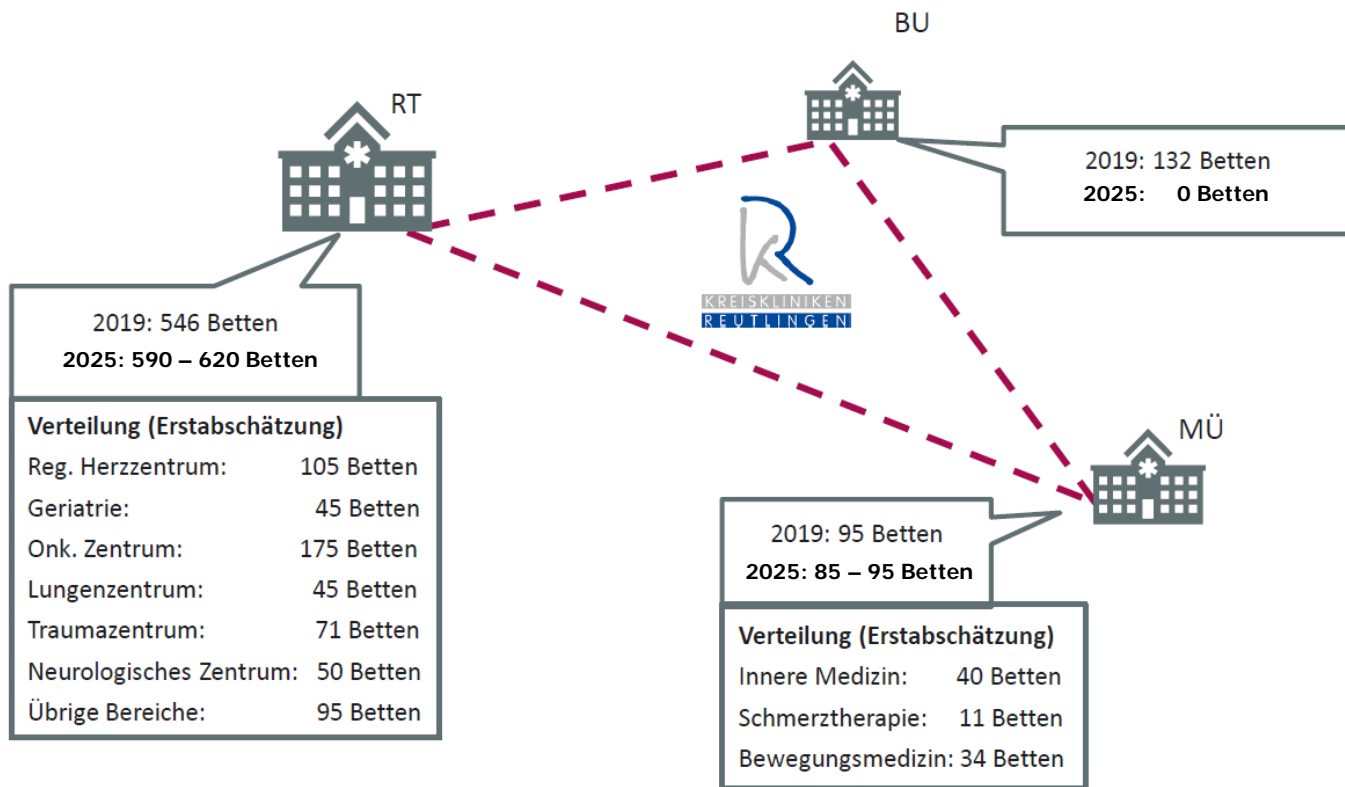 BU
RT
2019: 132 Betten
2025: 0 Betten
KREISKLINIKEN
REUTLINGEN
2019: 546 Betten
2025: 590 – 620 Betten
Verteilung (Erstabschätzung)
Reg. Herzzentrum: 105 Betten
Geriatrie: 45 Betten
Onk. Zentrum: 175 Betten
Lungenzentrum: 45 Betten
Traumazentrum: 71 Betten
Neurologisches Zentrum: 50 Betten
Übrige Bereiche: 95 Betten
MÜ
2019: 95 Betten
2025: 85 – 95 Betten
Verteilung (Erstabschätzung)
Innere Medizin: 40 Betten
Schmerztherapie: 11 Betten
Bewegungsmedizin: 34 Betten